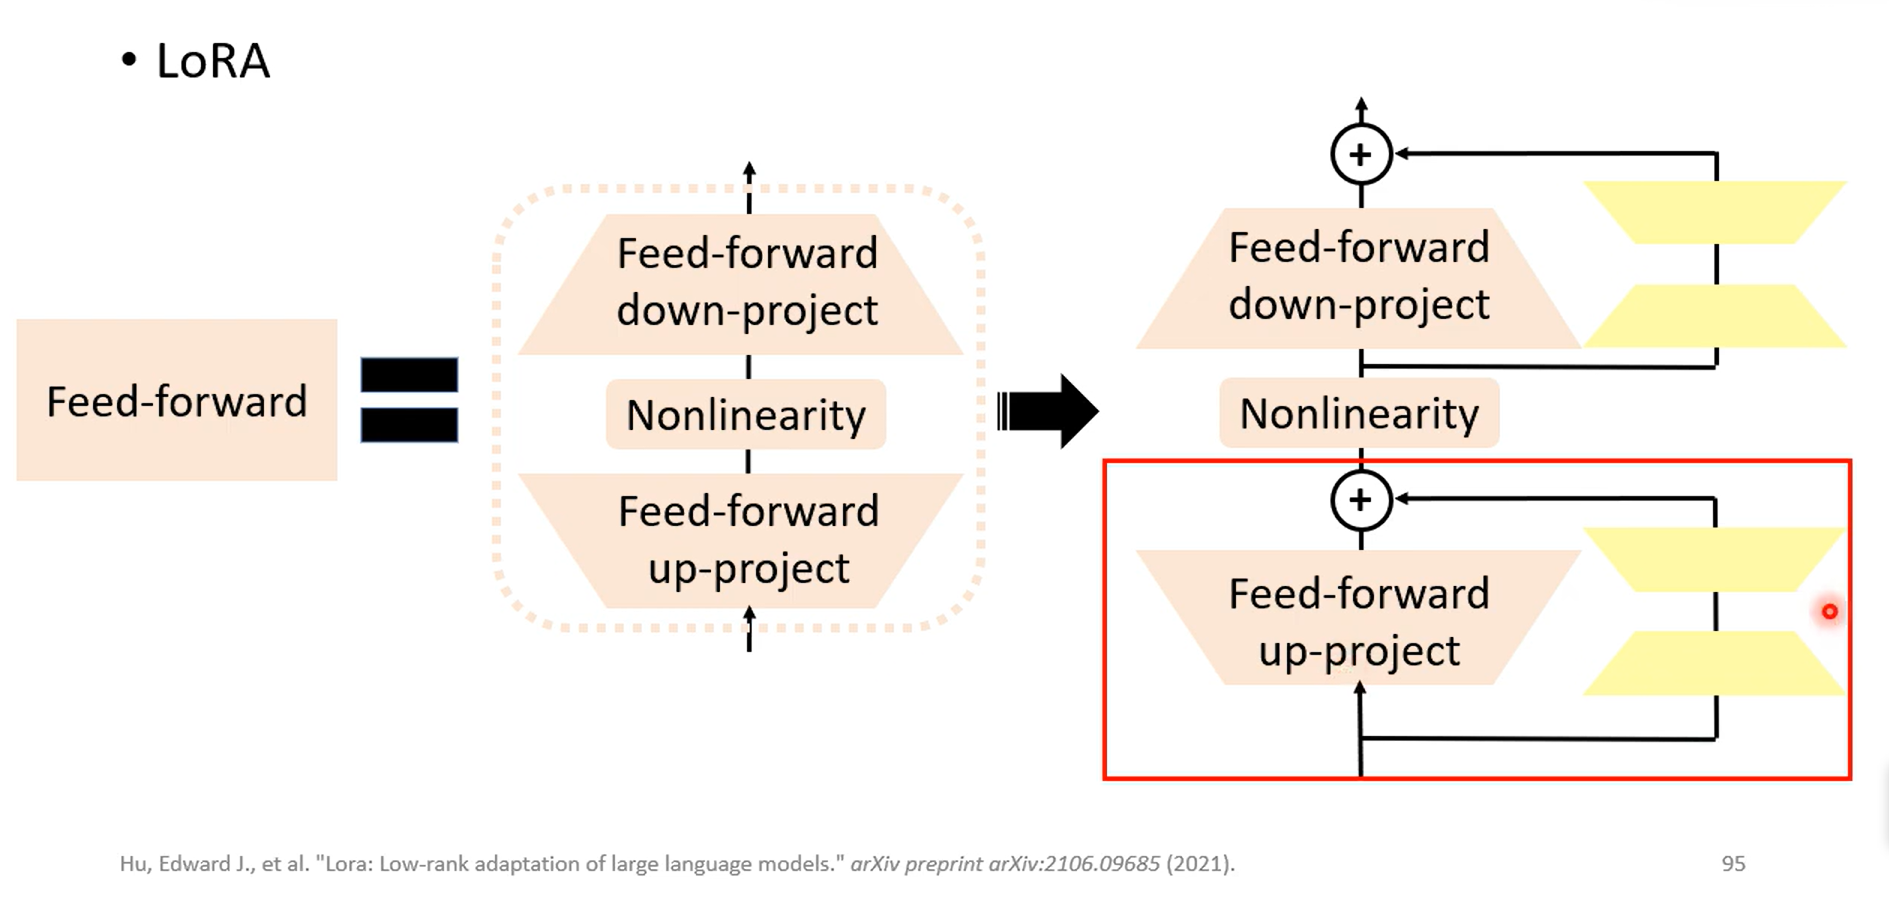 • LoRA
Feed-forward
Feed-forward
down-project
Nonlinearity
Feed-forward
up-project
+
Feed-forward
down-project
Nonlinearity
+
Feed-forward
up-project
Hu, Edward J., et al. "Lora: Low-rank adaptation of large language models." arXiv preprint arXiv:2106.09685 (2021).
95